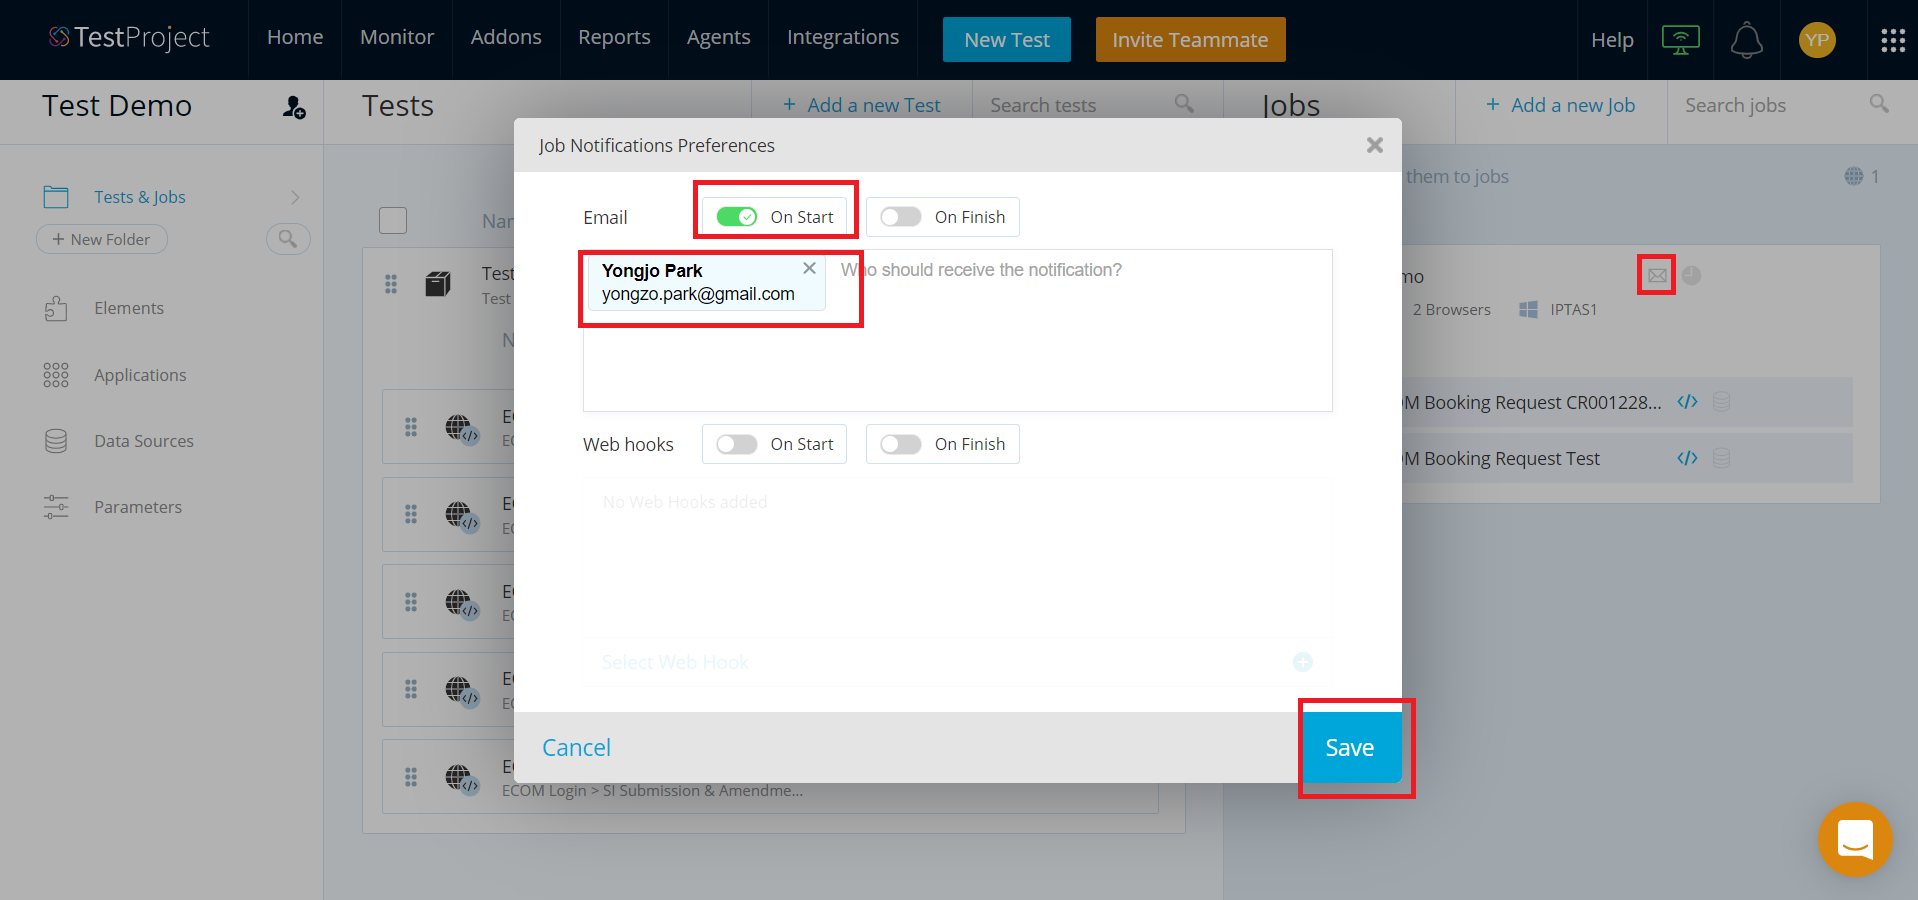 TestProject
Home
Monitor
Addons
Reports
Agents
Integrations
New Test
Invite Teammate
Help
YP
Test Demo
Tests
+ Add a new Test
Search tests
Jobs
+ Add a new Job
Search jobs
Tests & Jobs
+ New Folder
Elements
Applications
Data Sources
Parameters
Test
Test
ECOM Login > SI Submission & Amendme...
Job Notifications Preferences
Email
On Start
On Finish
Yongjo Park
yongzo.park@gmail.com
Who should receive the notification?
Web hooks
On Start
On Finish
No Web Hooks added
Select Web Hook
Cancel
Save
them to jobs
1
mo
2 Browsers
IPTAS1
OM Booking Request CR001228...
OM Booking Request Test